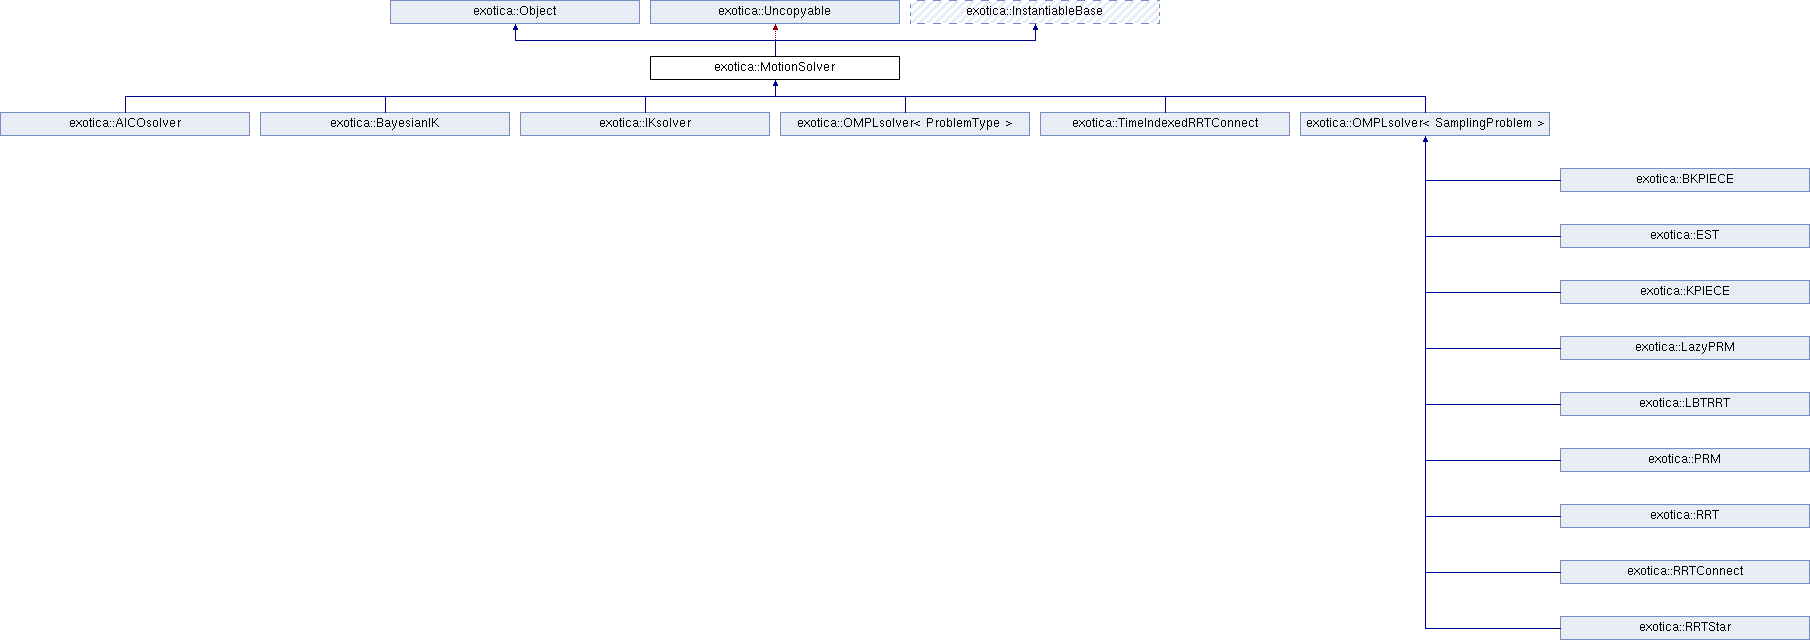 exotica::Object
exotica::Uncopyable
exotica::InstantiableBase
exotica::MotionSolver
exotica::AICOsolver
exotica::BayesianIK
exotica::IKsolver
exotica::OMPLsolver< ProblemType >
exotica::TimeIndexedRRTConnect
exotica::OMPLsolver< SamplingProblem >
exotica::BKPIECE
exotica::EST
exotica::KPIECE
exotica::LazyPRM
exotica::LBTRRT
exotica::PRM
exotica::RRT
exotica::RRTConnect
exotica::RRTStar